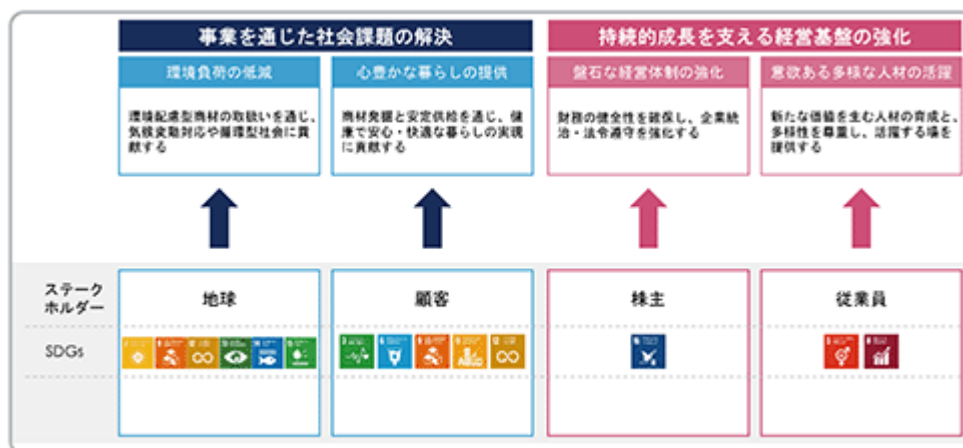 事業を通じた社会課題の解決
持続的成長を支える経営基盤の強化
環境負荷の低減
心豊かな暮らしの提供
盤石な経営体制の強化
意欲ある多様な人材の活躍
環境配慮型商材の取扱いを通じ、
気候変動対応や循環型社会に貢
献する
商材発掘と安定供給を通じ、健
康で安心・快適な暮らしの実現
に貢献する
財務の健全性を確保し、企業統
治・法令遵守を強化する
新たな価値を生む人材の育成と、
多様性を尊重し、活躍する場を
提供する
ステーク
ホルダー
地球
顧客
株主
従業員
SDGs